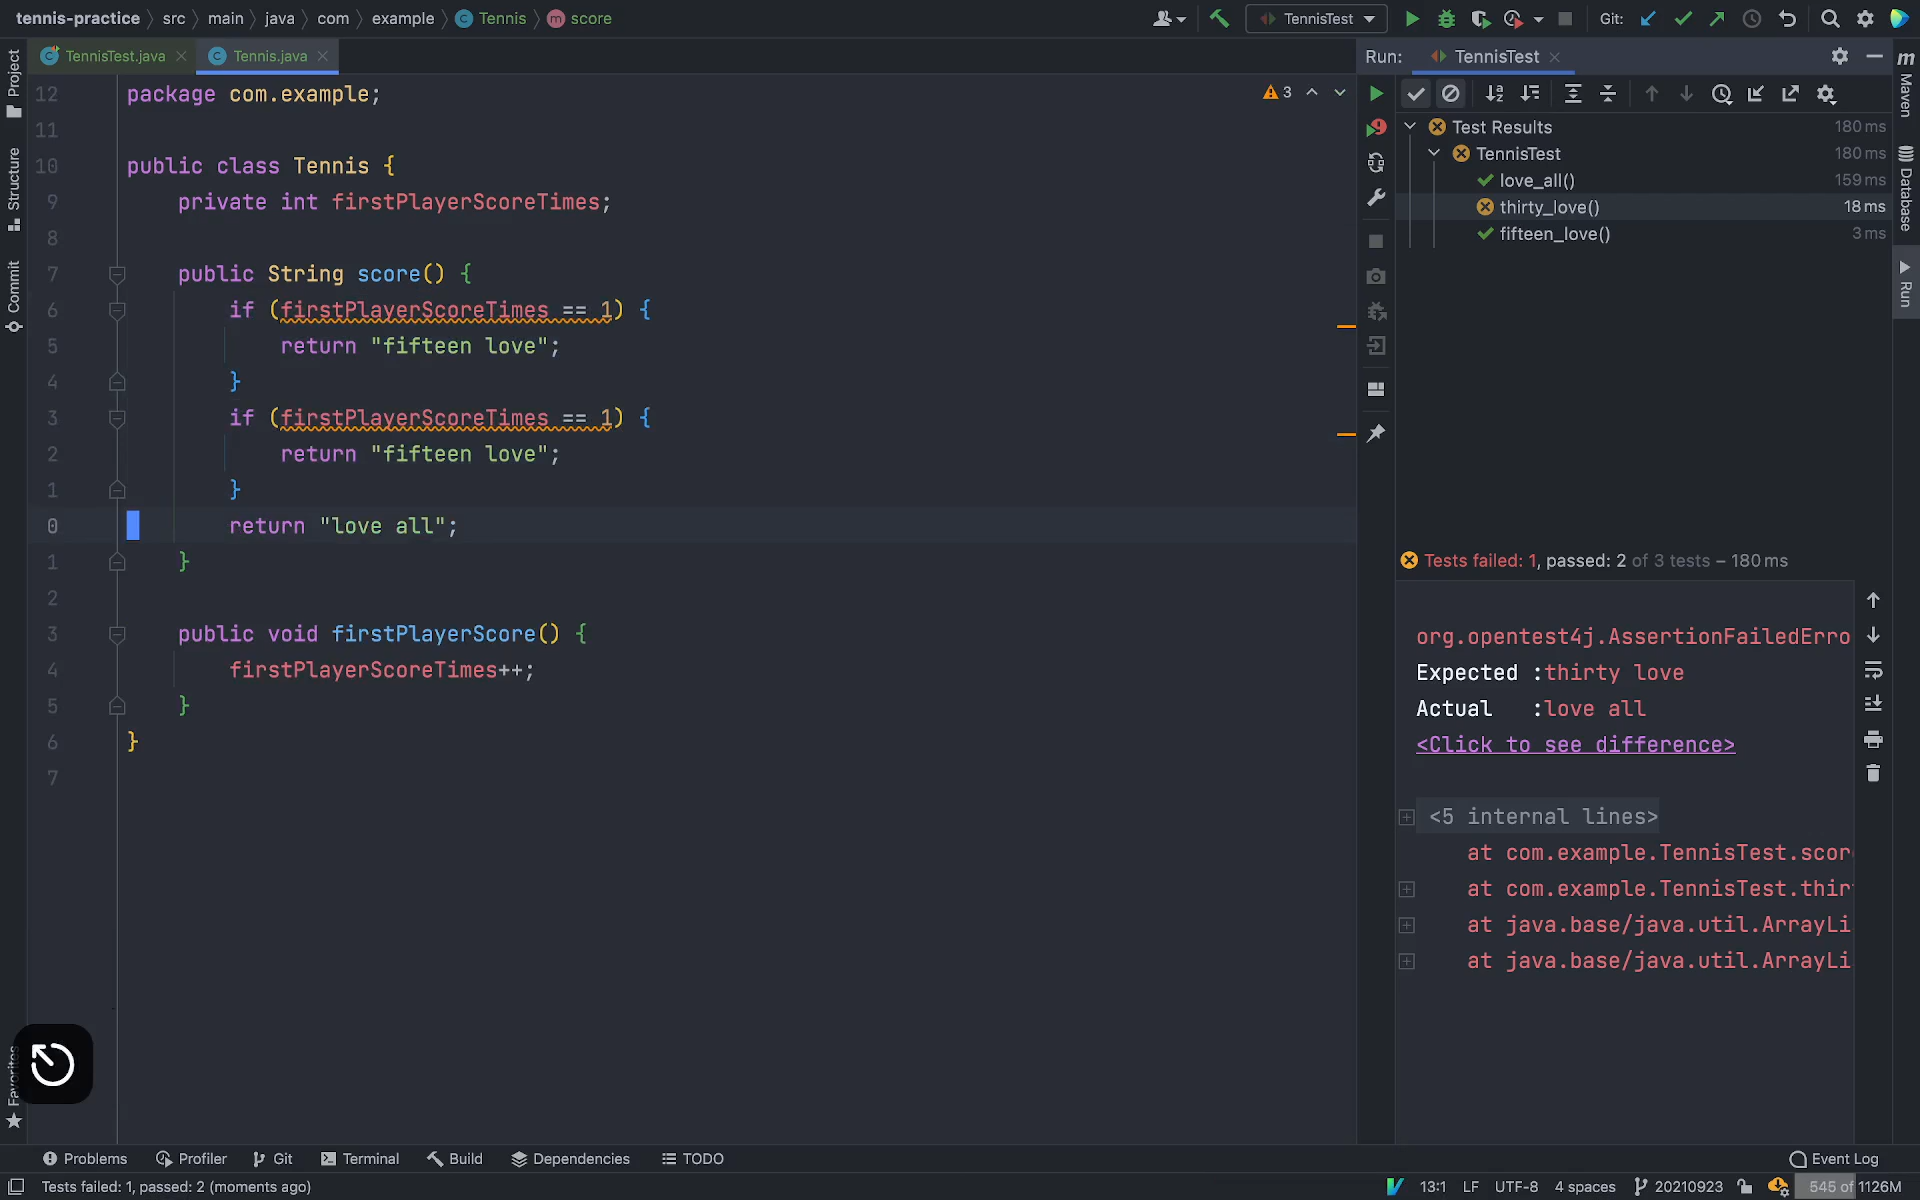 tennis-practice src main java com example Tennis score TennisTest Git:
TennisTest.java Tennis.java Run: TennisTest
12 package com.example; 3
11
10 public class Tennis {
9 private int firstPlayerScoreTimes;
8
7 public String score() {
6 if (firstPlayerScoreTimes == 1) {
5 return "fifteen love";
4 }
3 if (firstPlayerScoreTimes == 1) {
2 return "fifteen love";
1 }
0 return "love all";
1 }
2
3 public void firstPlayerScore() {
4 firstPlayerScoreTimes++;
5 }
6 }
7
Test Results 180 ms
TennisTest 180 ms
love_all() 159 ms
thirty_love() 18 ms
fifteen_love() 3 ms
Tests failed: 1, passed: 2 of 3 tests – 180 ms
org.opentest4j.AssertionFailedErro
Expected :thirty love
Actual :love all
<Click to see difference>
<5 internal lines>
at com.example.TennisTest.scor
at com.example.TennisTest.thir
at java.base/java.util.ArrayLi
at java.base/java.util.ArrayLi
Project
Structure
Commit
Favorites
m
Maven
Database
Run
Problems Profiler Git Terminal Build Dependencies TODO Event Log
Tests failed: 1, passed: 2 (moments ago) 13:1 LF UTF-8 4 spaces 20210923 545 of 1126M